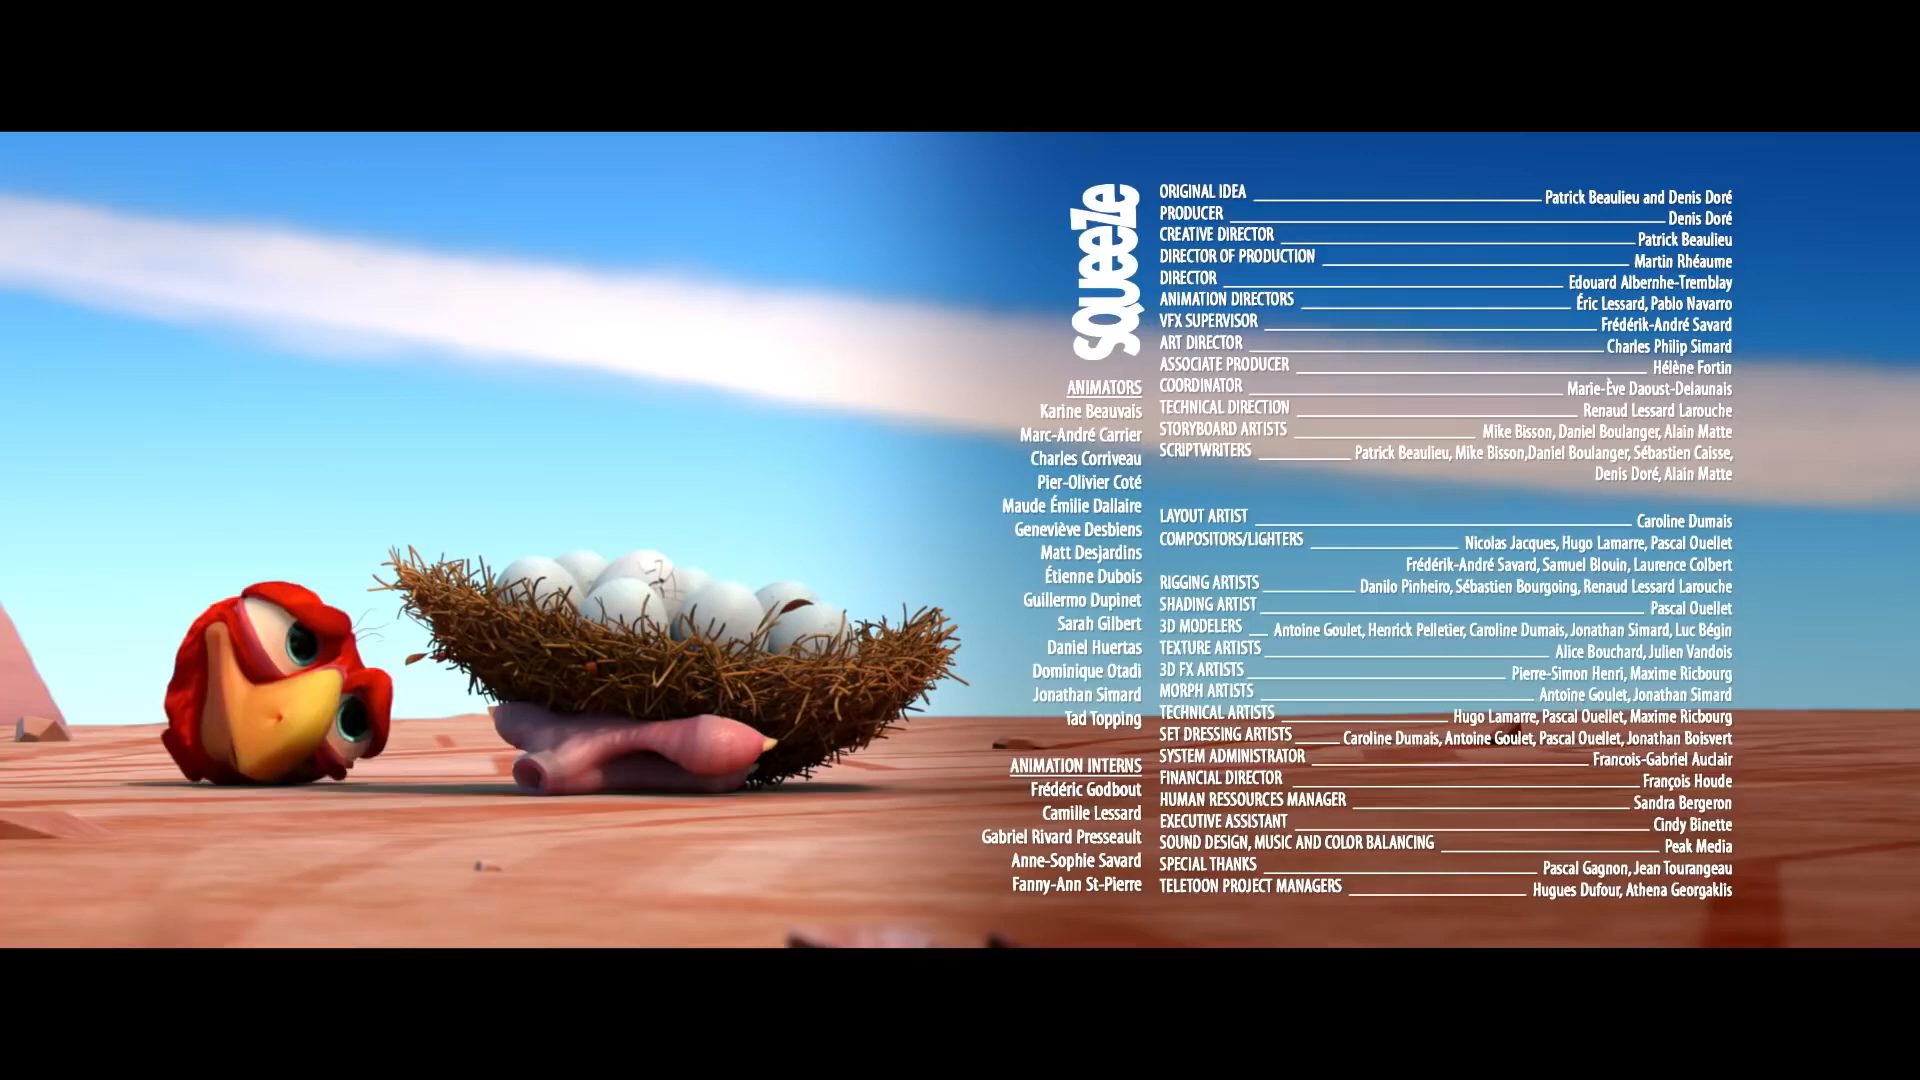 squeeze
ANIMATORS
Karine Beauvais
Marc-André Carrier
Charles Corriveau
Pier-Olivier Coté
Maude Émilie Dallaire
Geneviève Desbiens
Matt Desjardins
Étienne Dubois
Guillermo Dupinet
Sarah Gilbert
Daniel Huertas
Dominique Otadi
Jonathan Simard
Tad Topping
ANIMATION INTERNS
Frédéric Godbout
Camille Lessard
Gabriel Rivard Presseault
Anne-Sophie Savard
Fanny-Ann St-Pierre
ORIGINAL IDEA Patrick Beaulieu and Denis Doré
PRODUCER Denis Doré
CREATIVE DIRECTOR Patrick Beaulieu
DIRECTOR OF PRODUCTION Martin Rhéaume
DIRECTOR Edouard Albernhe-Tremblay
ANIMATION DIRECTORS Éric Lessard, Pablo Navarro
VFX SUPERVISOR Frédérik-André Savard
ART DIRECTOR Charles Philip Simard
ASSOCIATE PRODUCER Hélène Fortin
COORDINATOR Marie-Ève Daoust-Delaunais
TECHNICAL DIRECTION Renaud Lessard Larouche
STORYBOARD ARTISTS Mike Bisson, Daniel Boulanger, Alain Matte
SCRIPTWRITERS Patrick Beaulieu, Mike Bisson,Daniel Boulanger, Sébastien Caisse,
Denis Doré, Alain Matte
LAYOUT ARTIST Caroline Dumais
COMPOSITORS/LIGHTERS Nicolas Jacques, Hugo Lamarre, Pascal Ouellet
Frédérik-André Savard, Samuel Blouin, Laurence Colbert
RIGGING ARTISTS Danilo Pinheiro, Sébastien Bourgoing, Renaud Lessard Larouche
SHADING ARTIST Pascal Ouellet
3D MODELERS Antoine Goulet, Henrick Pelletier, Caroline Dumais, Jonathan Simard, Luc Bégin
TEXTURE ARTISTS Alice Bouchard, Julien Vandois
3D FX ARTISTS Pierre-Simon Henri, Maxime Ricbourg
MORPH ARTISTS Antoine Goulet, Jonathan Simard
TECHNICAL ARTISTS Hugo Lamarre, Pascal Ouellet, Maxime Ricbourg
SET DRESSING ARTISTS Caroline Dumais, Antoine Goulet, Pascal Ouellet, Jonathan Boisvert
SYSTEM ADMINISTRATOR Francois-Gabriel Auclair
FINANCIAL DIRECTOR François Houde
HUMAN RESSOURCES MANAGER Sandra Bergeron
EXECUTIVE ASSISTANT Cindy Binette
SOUND DESIGN, MUSIC AND COLOR BALANCING Peak Media
SPECIAL THANKS Pascal Gagnon, Jean Tourangeau
TELETOON PROJECT MANAGERS Hugues Dufour, Athena Georgaklis